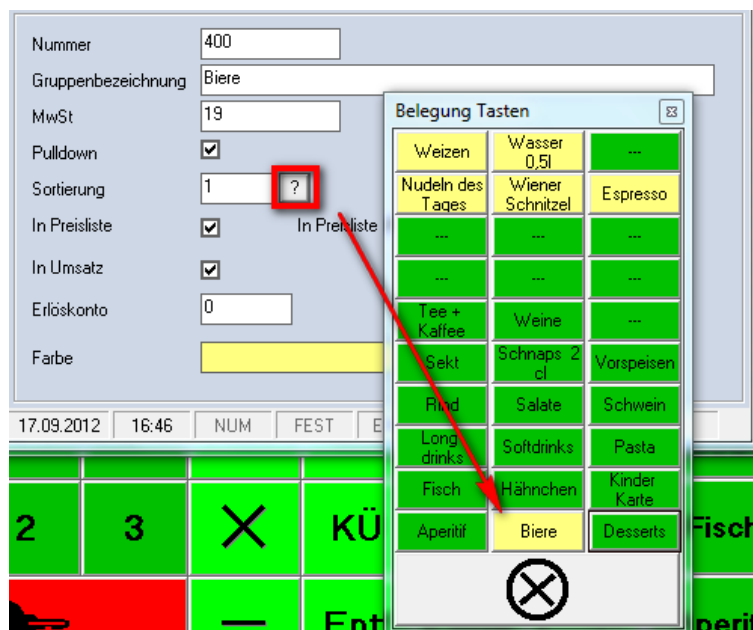 Nummer 400
Gruppenbezeichnung Biere
MwSt 19
Pulldown
Sortierung 1 ?
In Preisliste In Preisliste
In Umsatz
Erlöskonto 0
Farbe
17.09.2012 16:46 NUM FEST E
Belegung Tasten
Weizen Wasser 0,5l ---
Nudeln des Tages Wiener Schnitzel Espresso
--- --- ---
--- --- ---
Tee + Kaffee Weine ---
Sekt Schnaps 2 cl Vorspeisen
Rind Salate Schwein
Long drinks Softdrinks Pasta
Fisch Hähnchen Kinder Karte
Aperitif Biere Desserts
2 3 KÜ Fisch
Ent peri